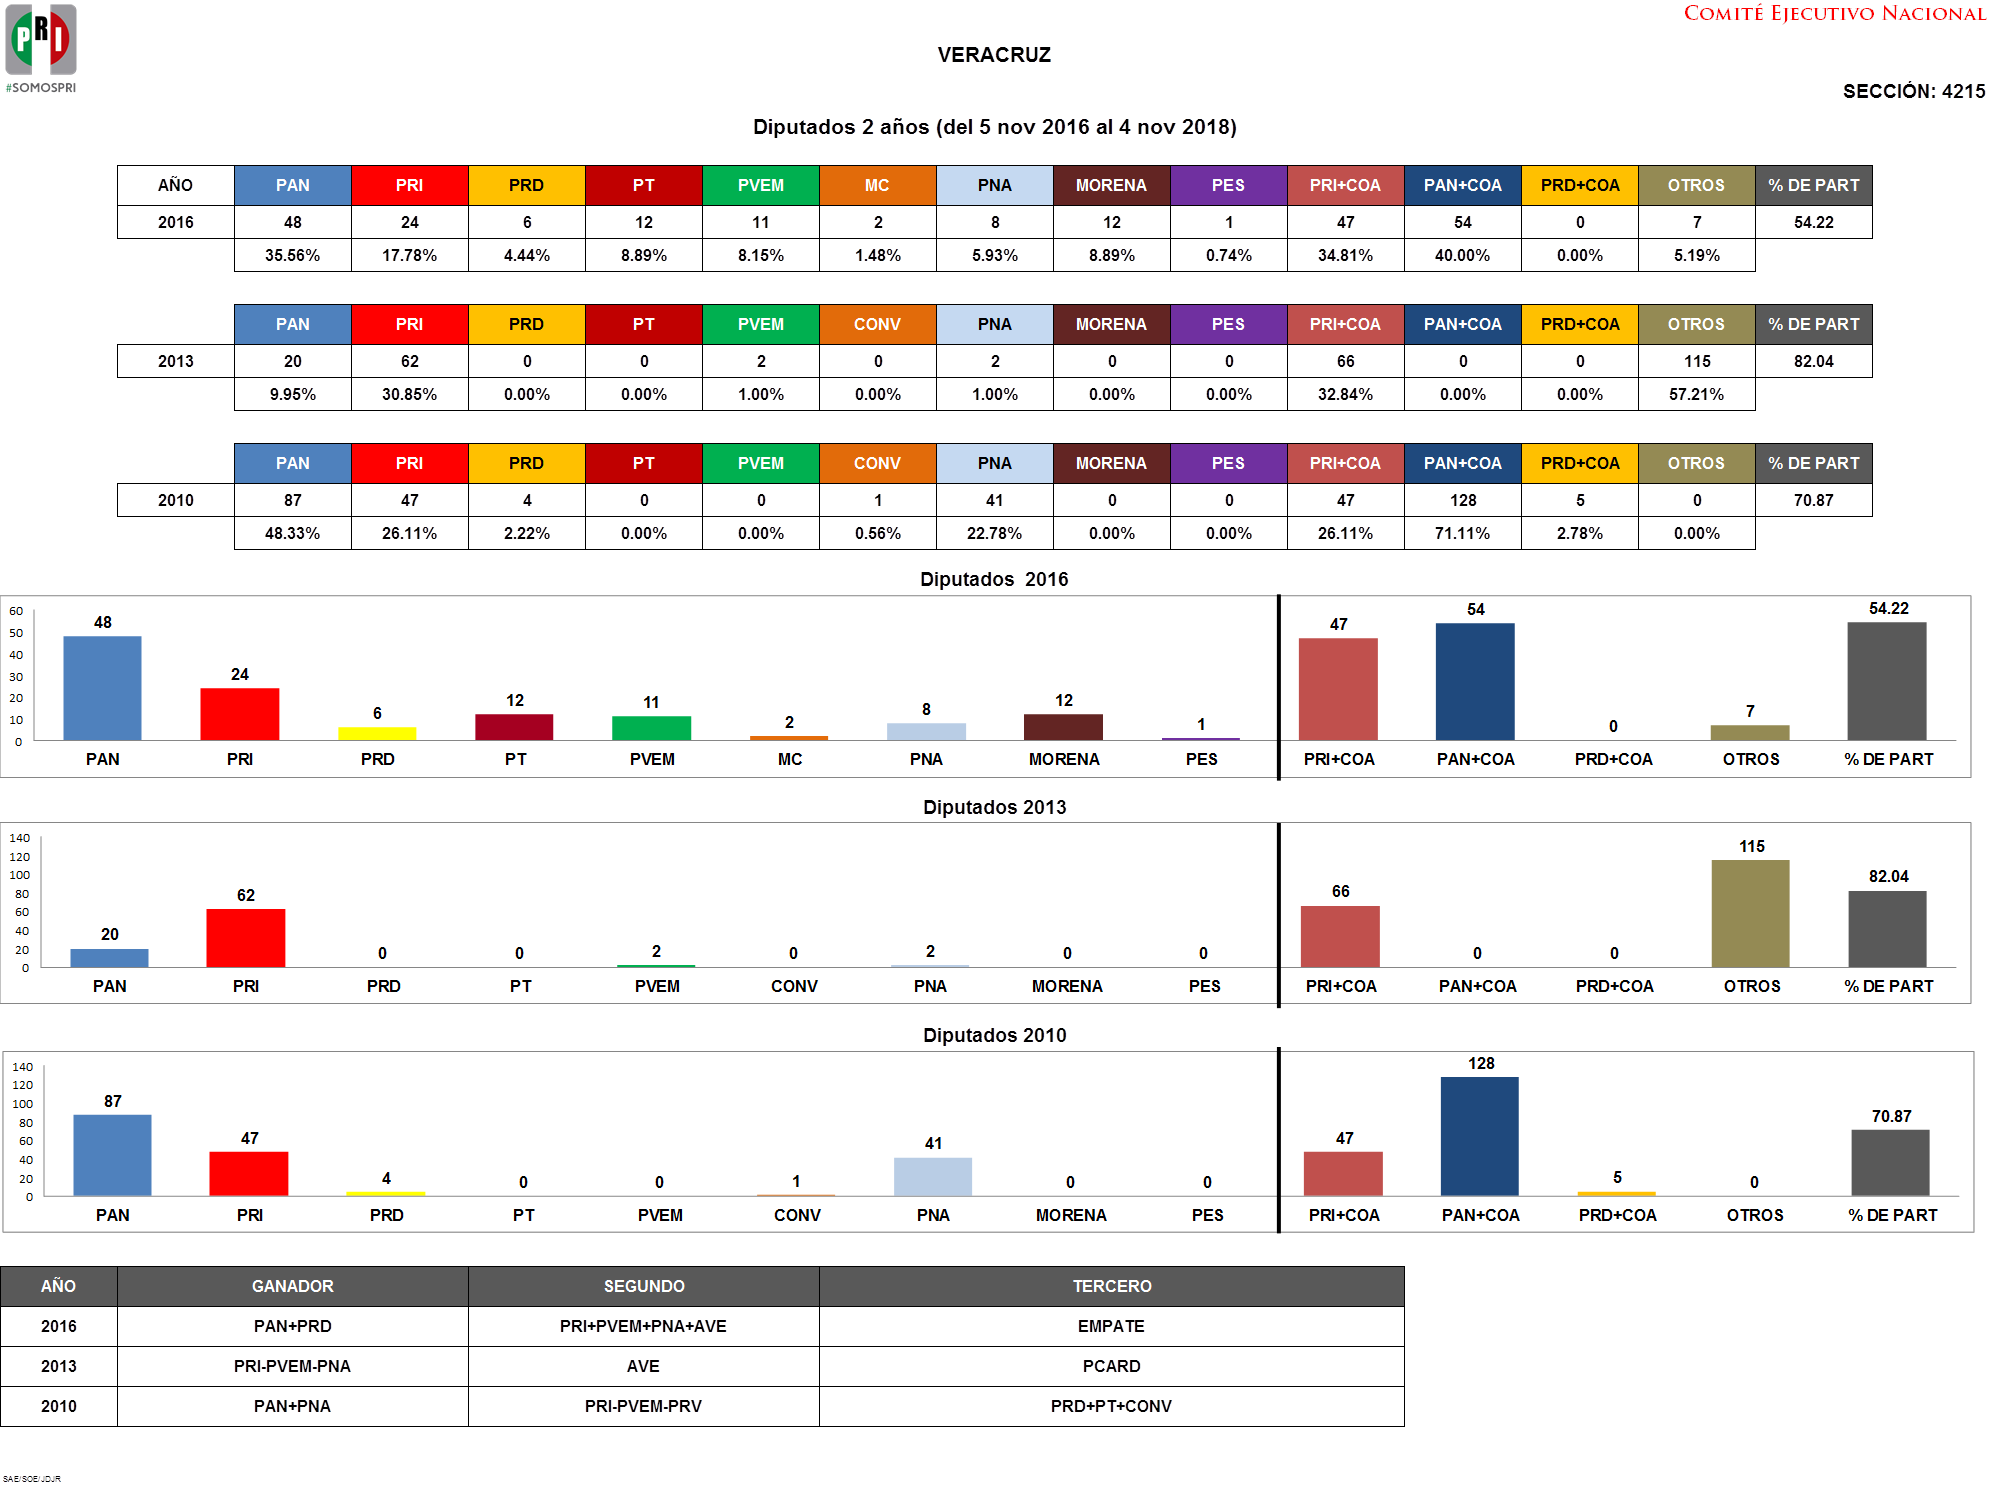 PRI
#SOMOSPRI
COMITÉ EJECUTIVO NACIONAL
VERACRUZ
SECCIÓN: 4215
Diputados 2 años (del 5 nov 2016 al 4 nov 2018)
AÑO PAN PRI PRD PT PVEM MC PNA MORENA PES PRI+COA PAN+COA PRD+COA OTROS % DE PART
2016 48 24 6 12 11 2 8 12 1 47 54 0 7 54.22
35.56% 17.78% 4.44% 8.89% 8.15% 1.48% 5.93% 8.89% 0.74% 34.81% 40.00% 0.00% 5.19%
PAN PRI PRD PT PVEM CONV PNA MORENA PES PRI+COA PAN+COA PRD+COA OTROS % DE PART
2013 20 62 0 0 2 0 2 0 0 66 0 0 115 82.04
9.95% 30.85% 0.00% 0.00% 1.00% 0.00% 1.00% 0.00% 0.00% 32.84% 0.00% 0.00% 57.21%
PAN PRI PRD PT PVEM CONV PNA MORENA PES PRI+COA PAN+COA PRD+COA OTROS % DE PART
2010 87 47 4 0 0 1 41 0 0 47 128 5 0 70.87
48.33% 26.11% 2.22% 0.00% 0.00% 0.56% 22.78% 0.00% 0.00% 26.11% 71.11% 2.78% 0.00%
Diputados 2016
60
50
40
30
20
10
0
48 24 6 12 11 2 8 12 1 47 54 0 7 54.22
PAN PRI PRD PT PVEM MC PNA MORENA PES PRI+COA PAN+COA PRD+COA OTROS % DE PART
Diputados 2013
140
120
100
80
60
40
20
0
20 62 0 0 2 0 2 0 0 66 0 0 115 82.04
PAN PRI PRD PT PVEM CONV PNA MORENA PES PRI+COA PAN+COA PRD+COA OTROS % DE PART
Diputados 2010
140
120
100
80
60
40
20
0
87 47 4 0 0 1 41 0 0 47 128 5 0 70.87
PAN PRI PRD PT PVEM CONV PNA MORENA PES PRI+COA PAN+COA PRD+COA OTROS % DE PART
AÑO GANADOR SEGUNDO TERCERO
2016 PAN+PRD PRI+PVEM+PNA+AVE EMPATE
2013 PRI-PVEM-PNA AVE PCARD
2010 PAN+PNA PRI-PVEM-PRV PRD+PT+CONV
SAE/SOE/JDJR